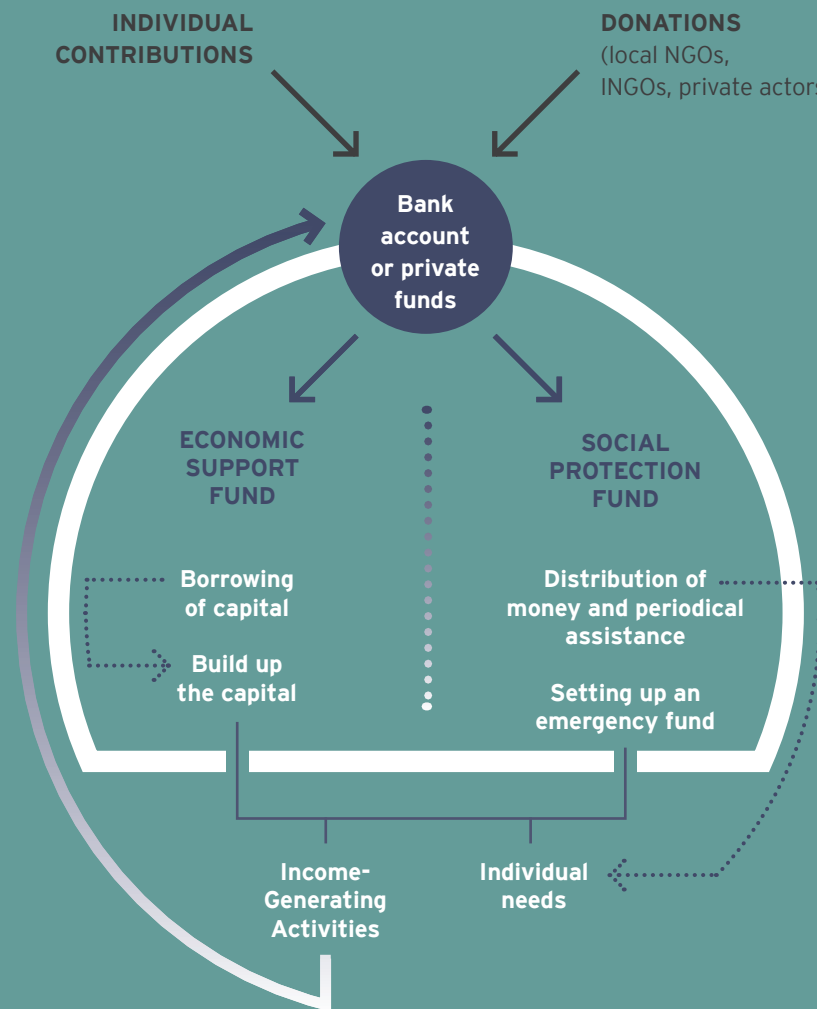 INDIVIDUAL
CONTRIBUTIONS
DONATIONS
(local NGOs,
INGOs, private actors
Bank
account
or private
funds
ECONOMIC
SUPPORT
FUND
SOCIAL
PROTECTION
FUND
Borrowing
of capital
Build up
the capital
Distribution of
money and periodical
assistance
Setting up an
emergency fund
Income-
Generating
Activities
Individual
needs